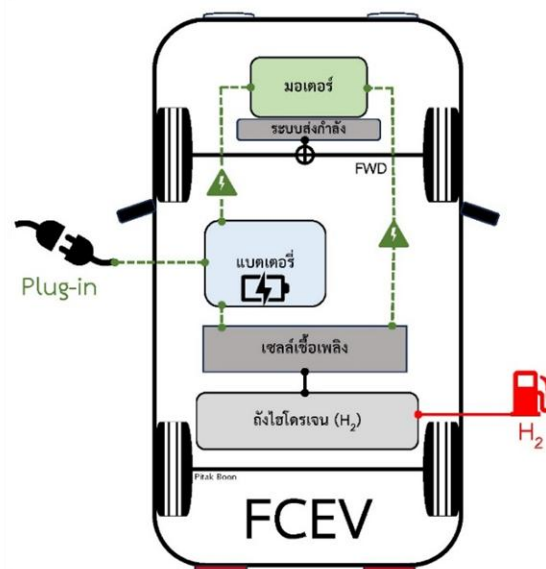 มอเตอร์
ระบบส่งกำลัง
FWD
แบตเตอรี่
Plug-in
เซลล์เชื้อเพลิง
ถังไฮโดรเจน (H₂)
H₂
Pitak Boon
FCEV